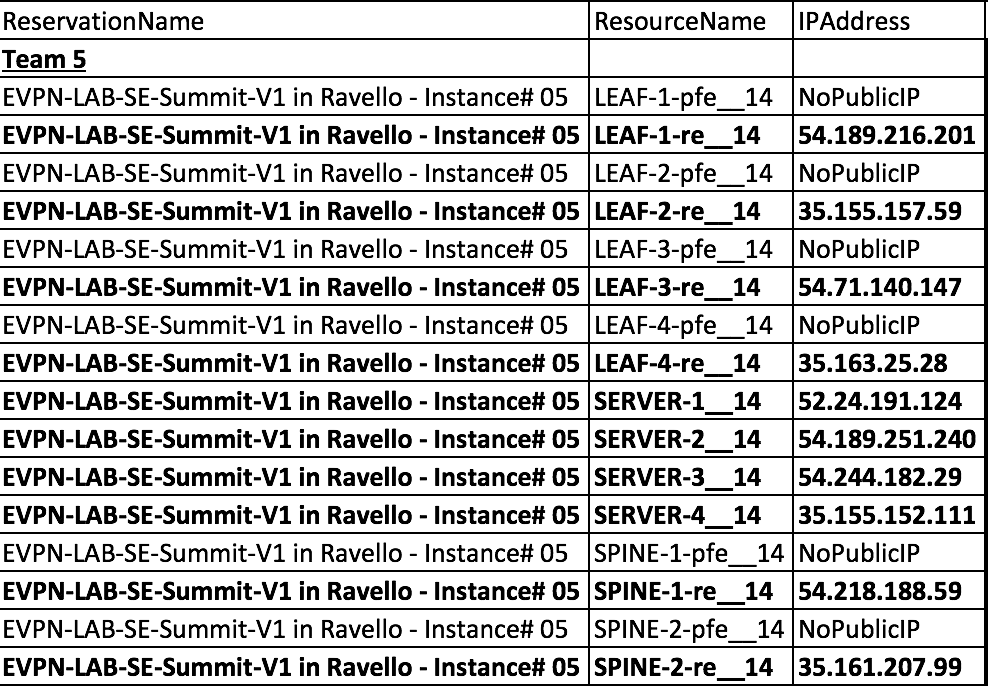 ReservationName ResourceName IPAddress
Team 5
EVPN-LAB-SE-Summit-V1 in Ravello - Instance# 05 LEAF-1-pfe__14 NoPublicIP
EVPN-LAB-SE-Summit-V1 in Ravello - Instance# 05 LEAF-1-re__14 54.189.216.201
EVPN-LAB-SE-Summit-V1 in Ravello - Instance# 05 LEAF-2-pfe__14 NoPublicIP
EVPN-LAB-SE-Summit-V1 in Ravello - Instance# 05 LEAF-2-re__14 35.155.157.59
EVPN-LAB-SE-Summit-V1 in Ravello - Instance# 05 LEAF-3-pfe__14 NoPublicIP
EVPN-LAB-SE-Summit-V1 in Ravello - Instance# 05 LEAF-3-re__14 54.71.140.147
EVPN-LAB-SE-Summit-V1 in Ravello - Instance# 05 LEAF-4-pfe__14 NoPublicIP
EVPN-LAB-SE-Summit-V1 in Ravello - Instance# 05 LEAF-4-re__14 35.163.25.28
EVPN-LAB-SE-Summit-V1 in Ravello - Instance# 05 SERVER-1__14 52.24.191.124
EVPN-LAB-SE-Summit-V1 in Ravello - Instance# 05 SERVER-2__14 54.189.251.240
EVPN-LAB-SE-Summit-V1 in Ravello - Instance# 05 SERVER-3__14 54.244.182.29
EVPN-LAB-SE-Summit-V1 in Ravello - Instance# 05 SERVER-4__14 35.155.152.111
EVPN-LAB-SE-Summit-V1 in Ravello - Instance# 05 SPINE-1-pfe__14 NoPublicIP
EVPN-LAB-SE-Summit-V1 in Ravello - Instance# 05 SPINE-1-re__14 54.218.188.59
EVPN-LAB-SE-Summit-V1 in Ravello - Instance# 05 SPINE-2-pfe__14 NoPublicIP
EVPN-LAB-SE-Summit-V1 in Ravello - Instance# 05 SPINE-2-re__14 35.161.207.99